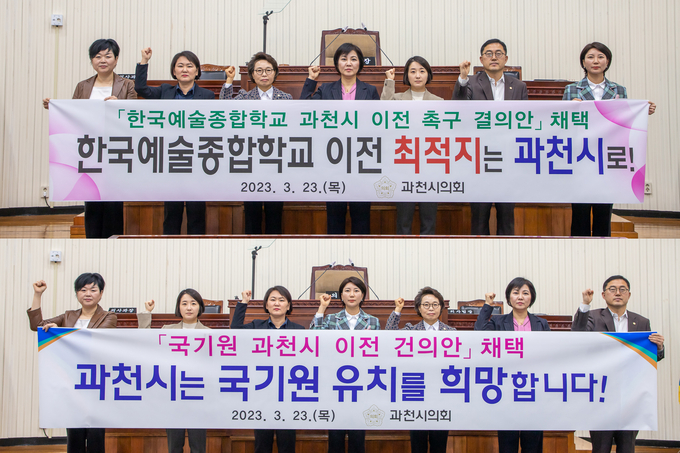 「한국예술종합학교 과천시 이전 촉구 결의안」 채택
한국예술종합학교 이전 최적지는 과천시로!
2023. 3. 23.(목) 과천시의회
「국기원 과천시 이전 건의안」 채택
과천시는 국기원 유치를 희망합니다!
2023. 3. 23.(목) 과천시의회